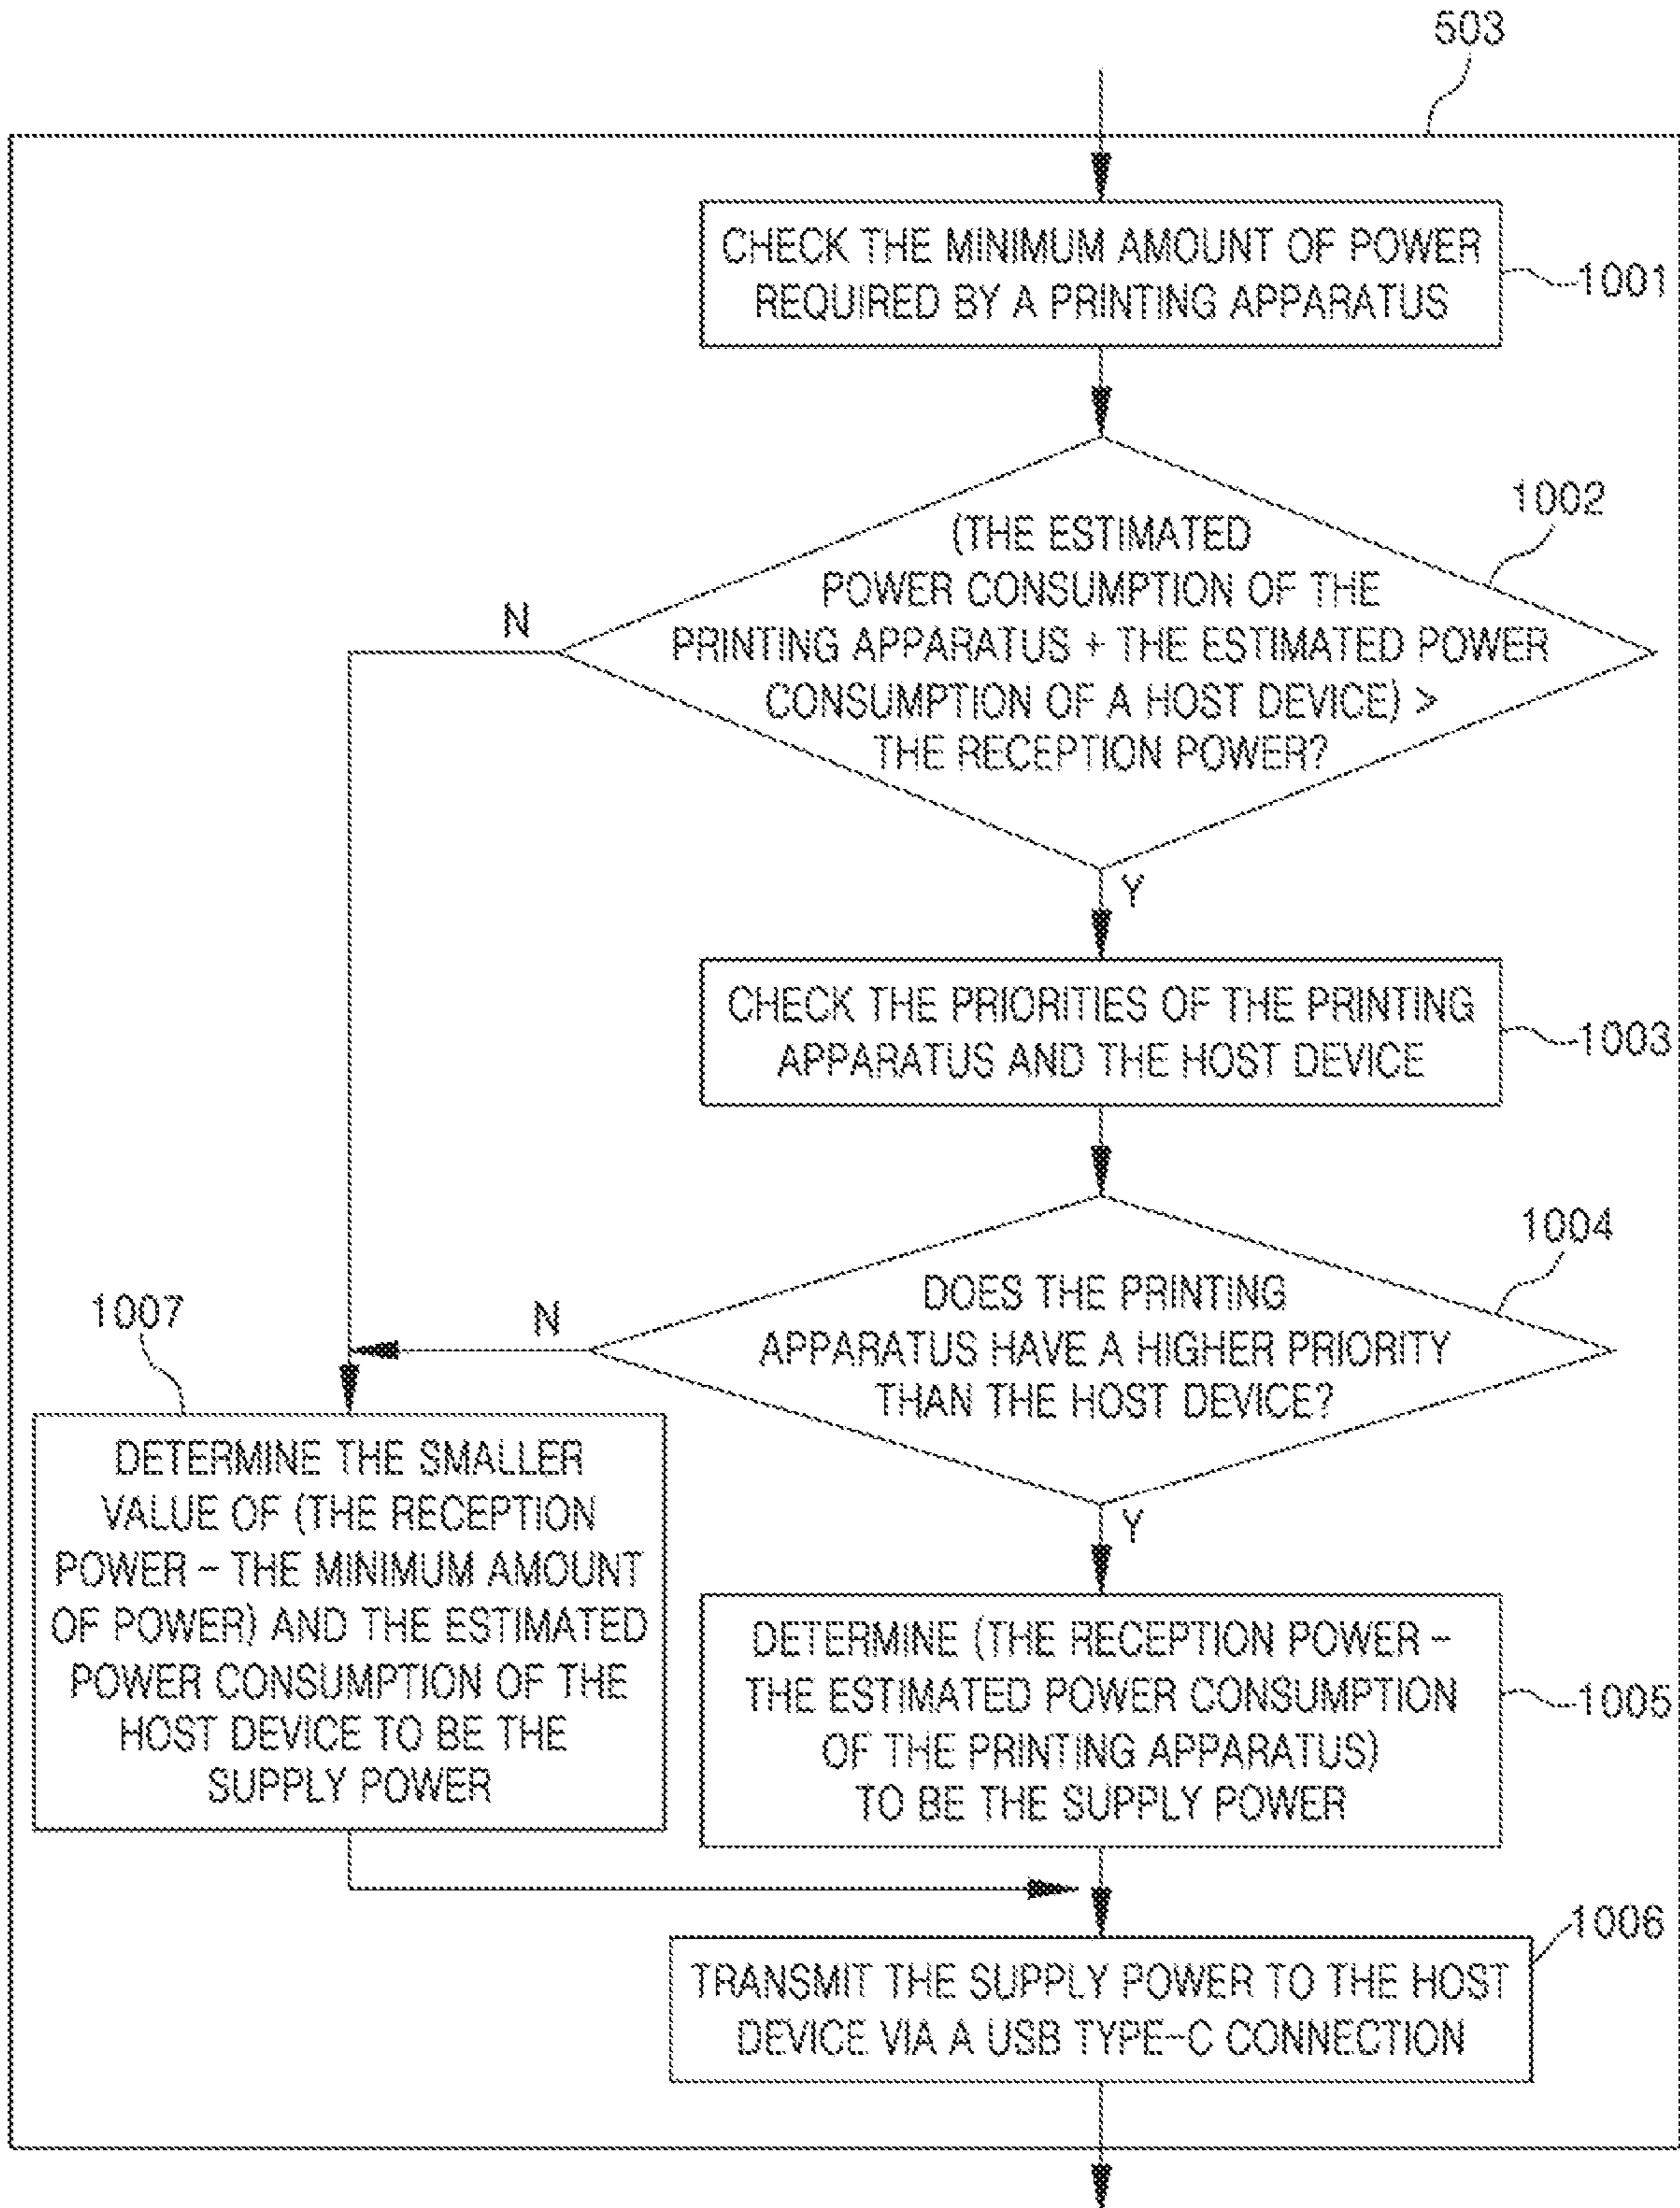 503
CHECK THE MINIMUM AMOUNT OF POWER
REQUIRED BY A PRINTING APPARATUS
1001
1002
(THE ESTIMATED
POWER CONSUMPTION OF THE
PRINTING APPARATUS + THE ESTIMATED POWER
CONSUMPTION OF A HOST DEVICE) >
THE RECEPTION POWER?
N
Y
CHECK THE PRIORITIES OF THE PRINTING
APPARATUS AND THE HOST DEVICE
1003
1004
DOES THE PRINTING
APPARATUS HAVE A HIGHER PRIORITY
THAN THE HOST DEVICE?
N
Y
1007
DETERMINE THE SMALLER
VALUE OF (THE RECEPTION
POWER - THE MINIMUM AMOUNT
OF POWER) AND THE ESTIMATED
POWER CONSUMPTION OF THE
HOST DEVICE TO BE THE
SUPPLY POWER
DETERMINE (THE RECEPTION POWER -
THE ESTIMATED POWER CONSUMPTION
OF THE PRINTING APPARATUS)
TO BE THE SUPPLY POWER
1005
1006
TRANSMIT THE SUPPLY POWER TO THE HOST
DEVICE VIA A USB TYPE-C CONNECTION